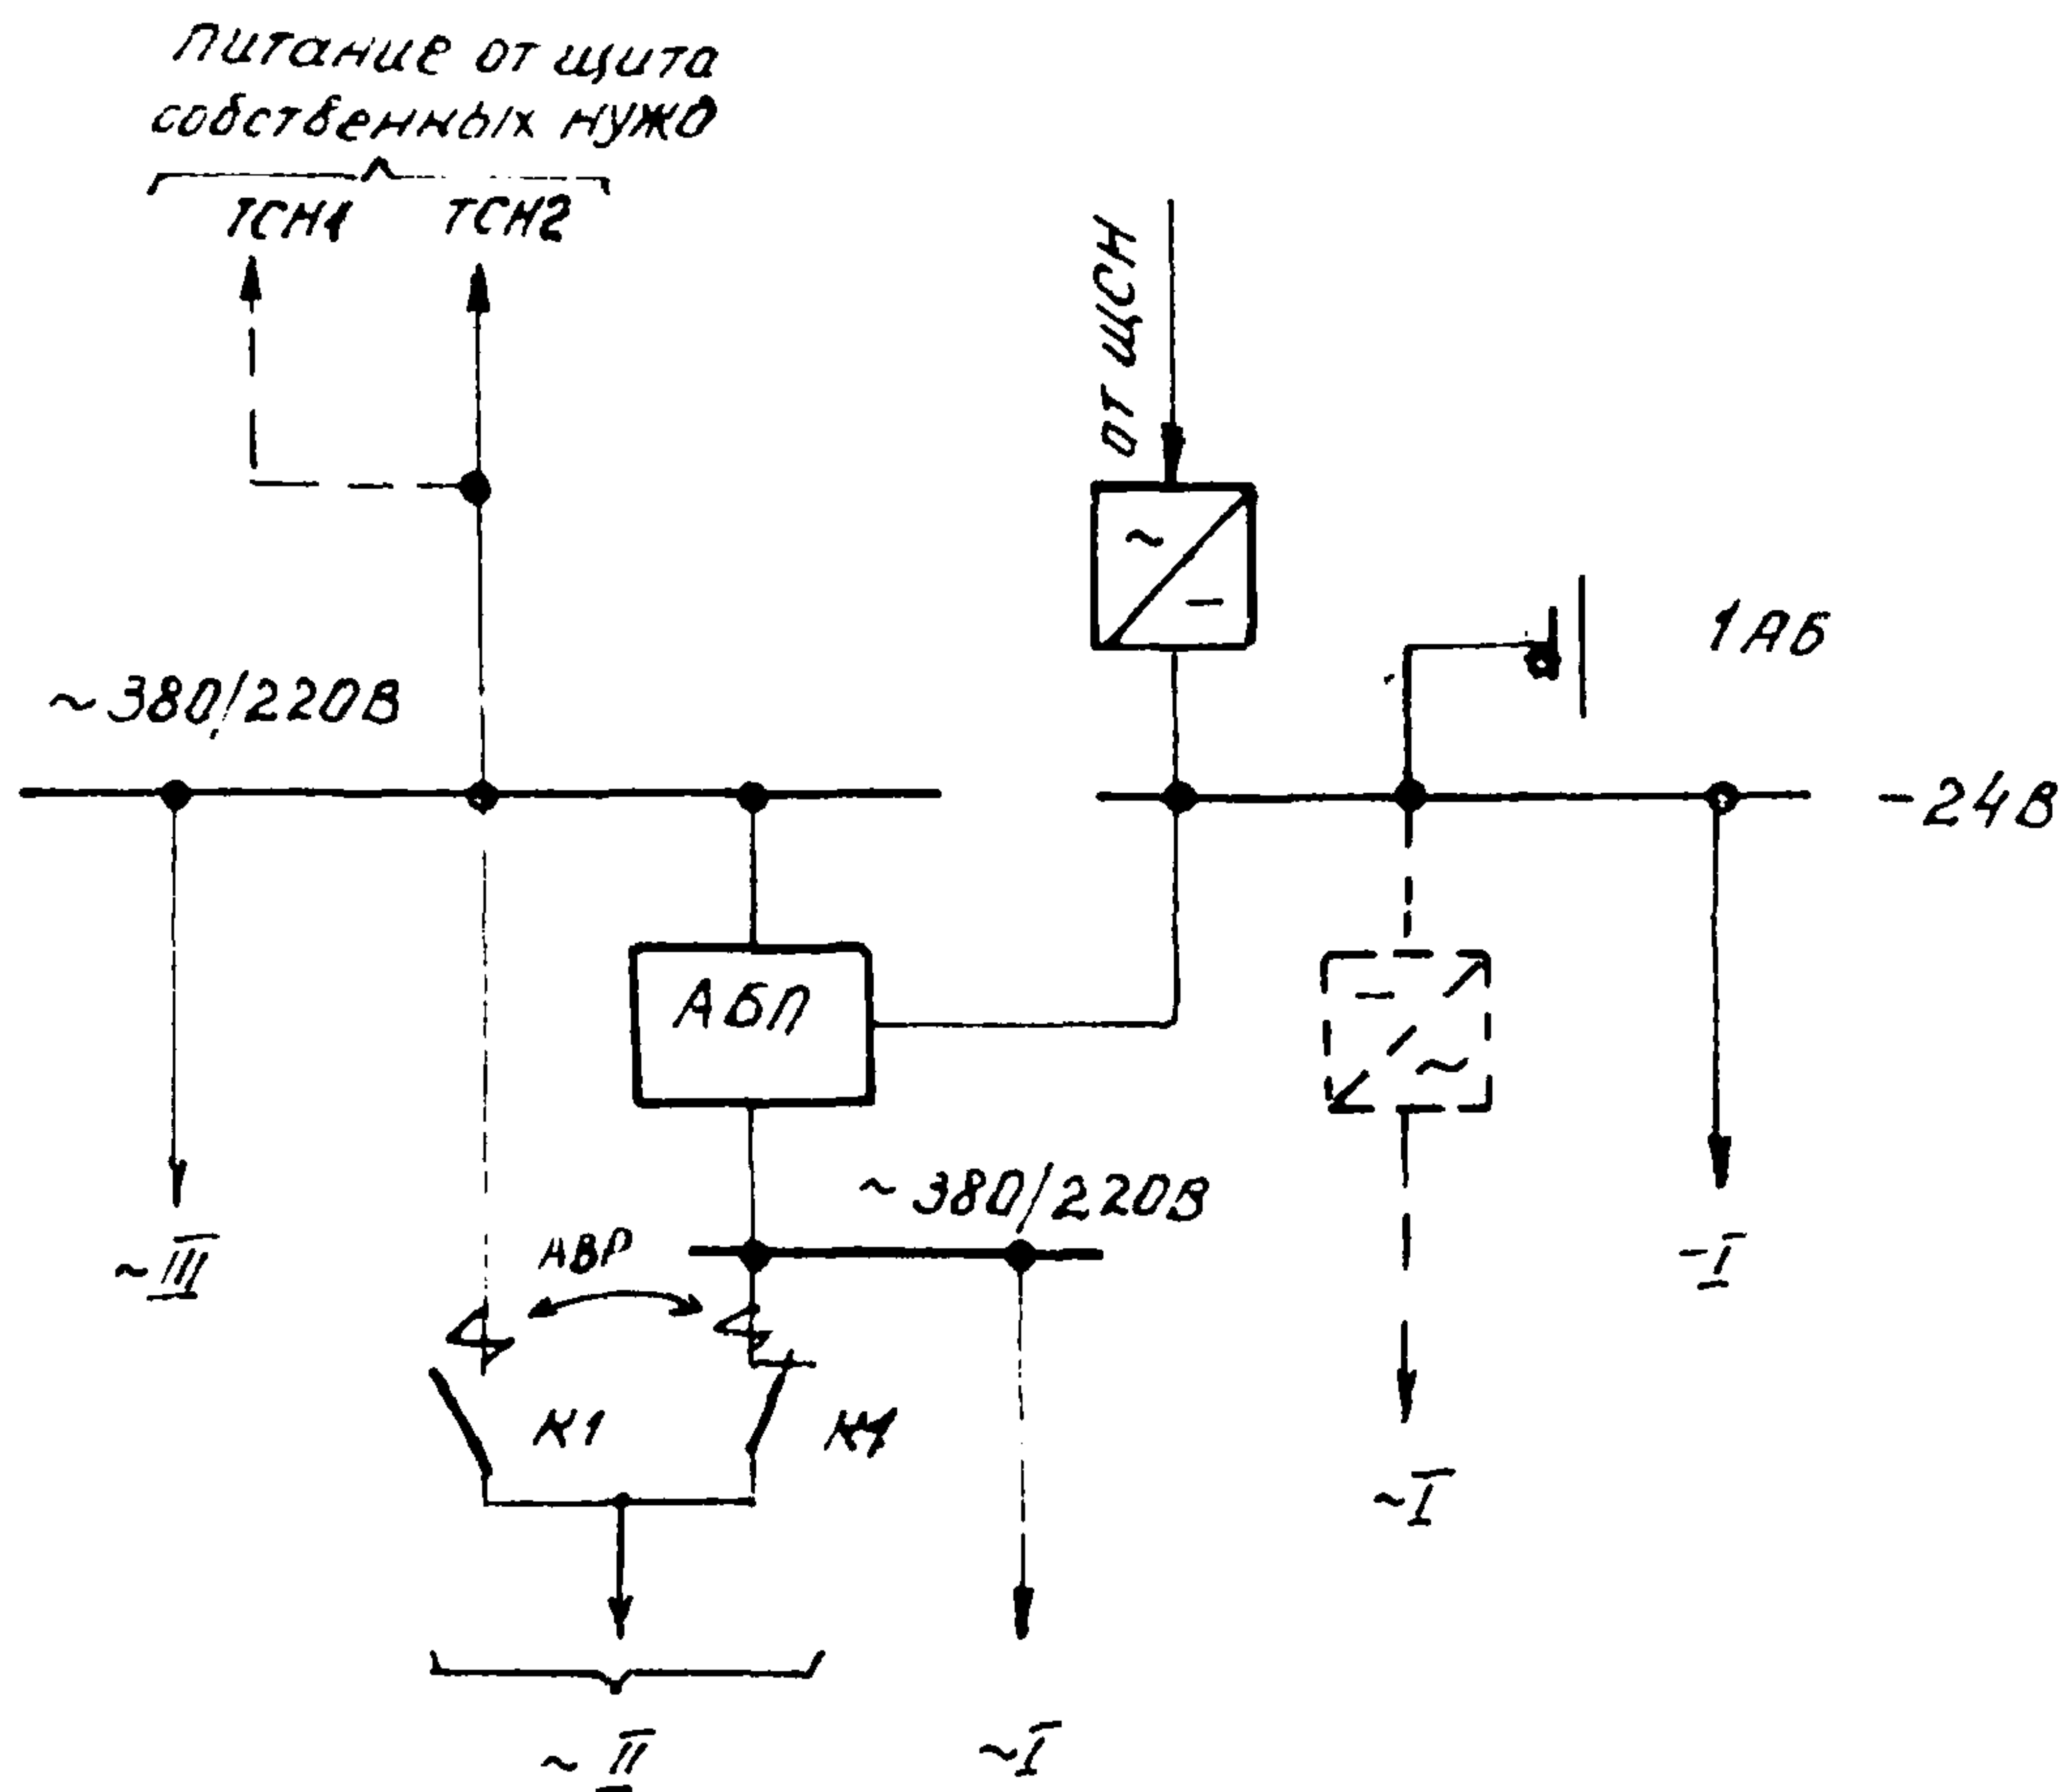 Питание от щита
собственных нужд
ТСН1 ТСН2
от ЩСН
1АБ
~380/220В
-24В
АБП
~380/220В
АВР
~III
-I
К1
К1
~I
~II
~I